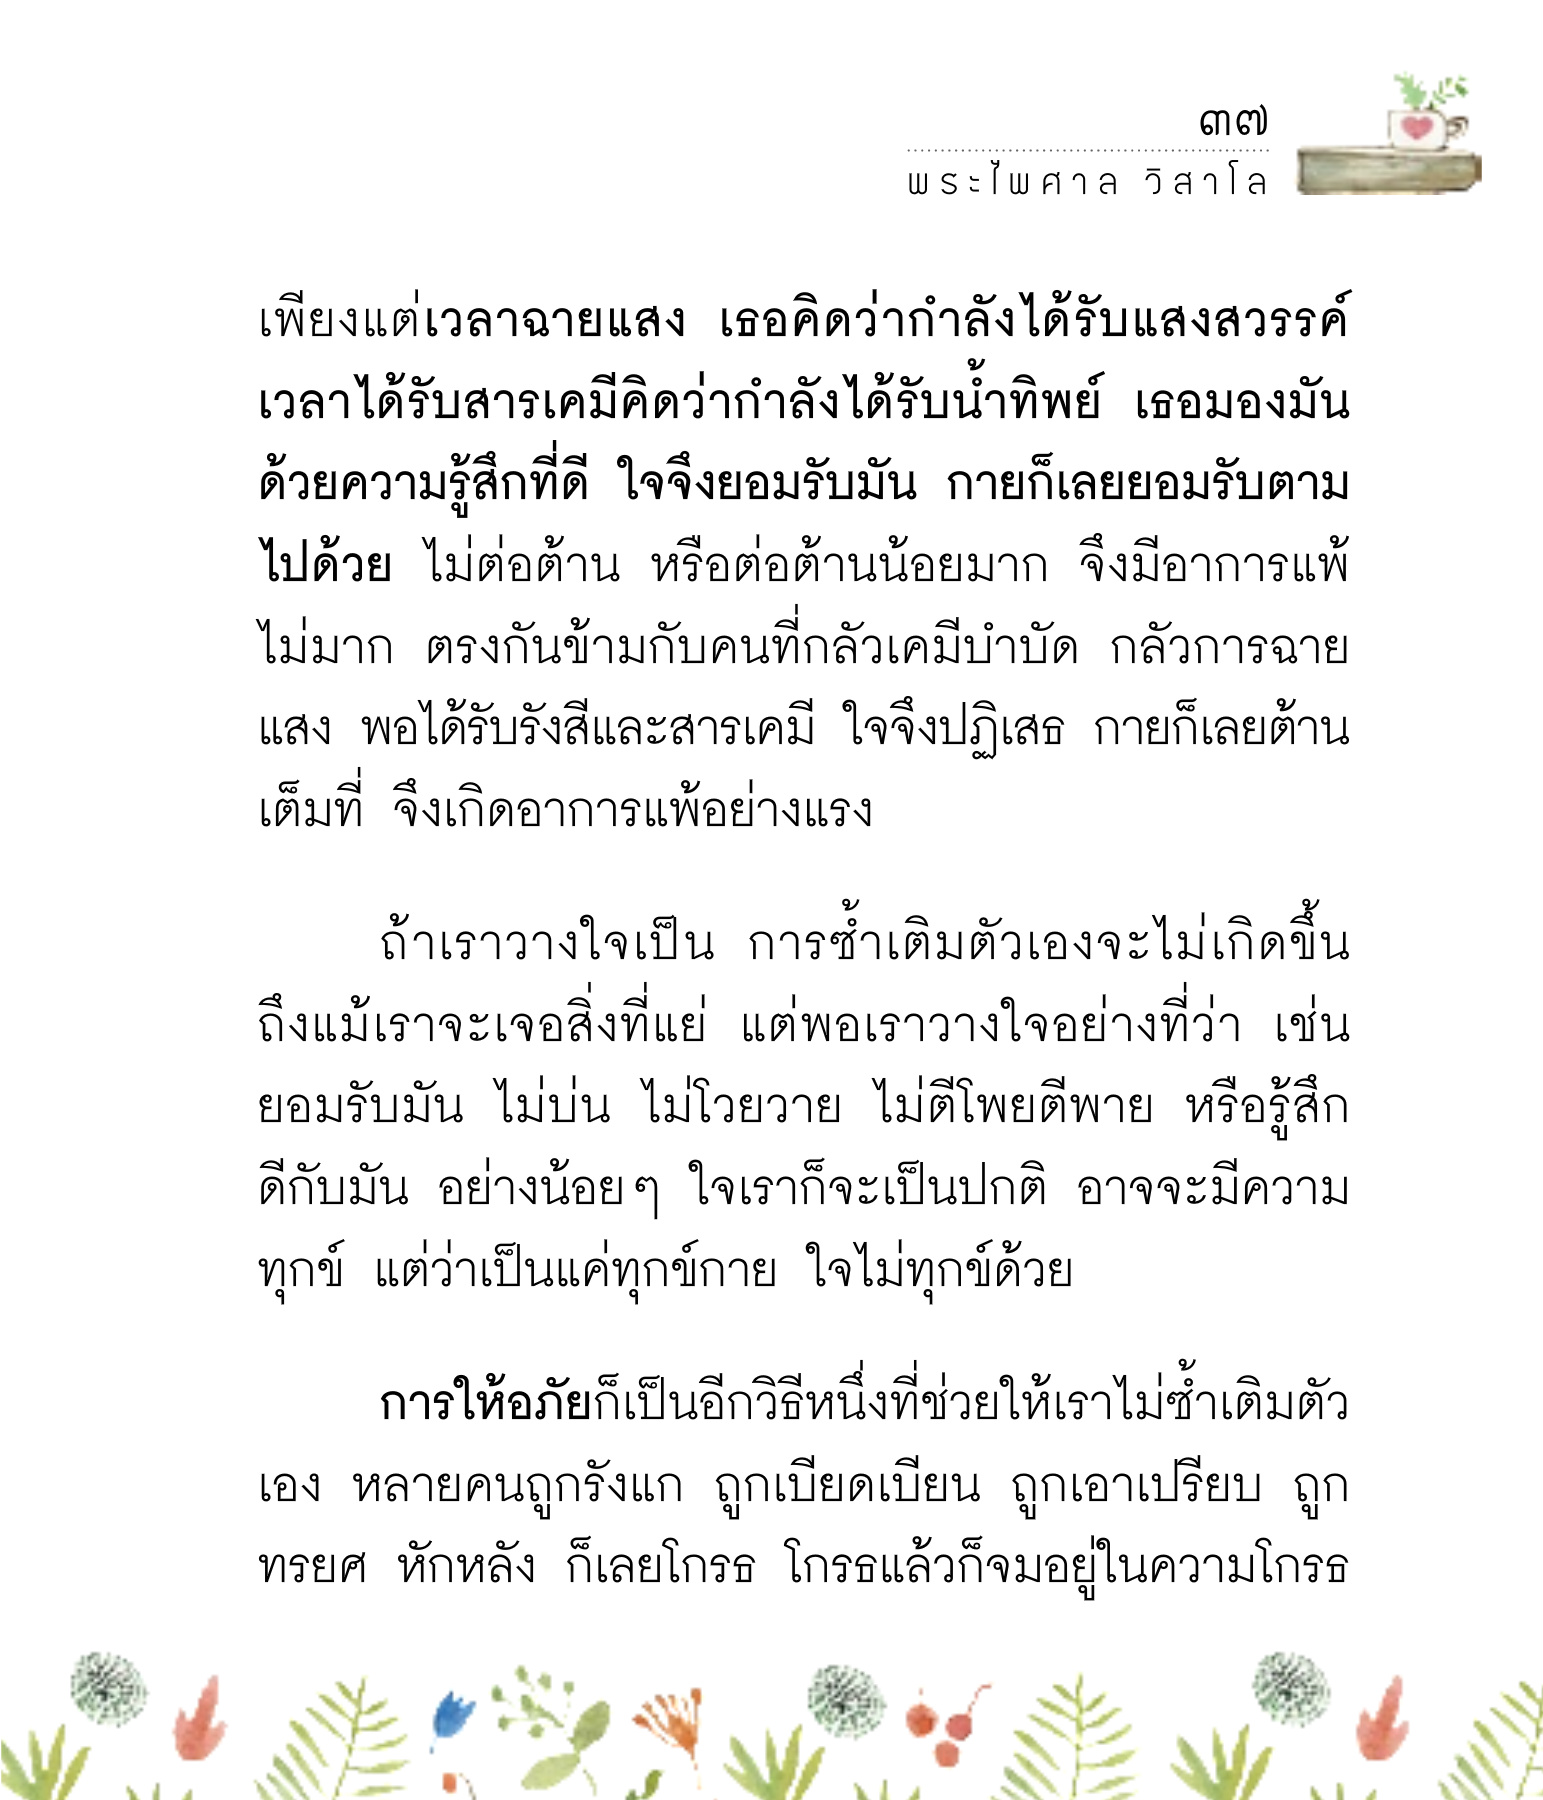 ๓๗
พระไพศาล วิสาโล
เพียงแต่เวลาฉายแสง เธอคิดว่ากำลังได้รับแสงสวรรค์
เวลาได้รับสารเคมีคิดว่ากำลังได้รับน้ำทิพย์ เธอมองมัน
ด้วยความรู้สึกที่ดี ใจจึงยอมรับมัน กายก็เลยยอมรับตาม
ไปด้วย ไม่ต่อต้าน หรือต่อต้านน้อยมาก จึงมีอาการแพ้
ไม่มาก ตรงกันข้ามกับคนที่กลัวเคมีบำบัด กลัวการฉาย
แสง พอได้รับรังสีและสารเคมี ใจจึงปฏิเสธ กายก็เลยต้าน
เต็มที่ จึงเกิดอาการแพ้อย่างแรง
ถ้าเราวางใจเป็น การซ้ำเติมตัวเองจะไม่เกิดขึ้น
ถึงแม้เราจะเจอสิ่งที่แย่ แต่พอเราวางใจอย่างที่ว่า เช่น
ยอมรับมัน ไม่บ่น ไม่โวยวาย ไม่ตีโพยตีพาย หรือรู้สึก
ดีกับมัน อย่างน้อยๆ ใจเราก็จะเป็นปกติ อาจจะมีความ
ทุกข์ แต่ว่าเป็นแค่ทุกข์กาย ใจไม่ทุกข์ด้วย
การให้อภัยก็เป็นอีกวิธีหนึ่งที่ช่วยให้เราไม่ซ้ำเติมตัว
เอง หลายคนถูกรังแก ถูกเบียดเบียน ถูกเอาเปรียบ ถูก
ทรยศ หักหลัง ก็เลยโกรธ โกรธแล้วก็จมอยู่ในความโกรธ